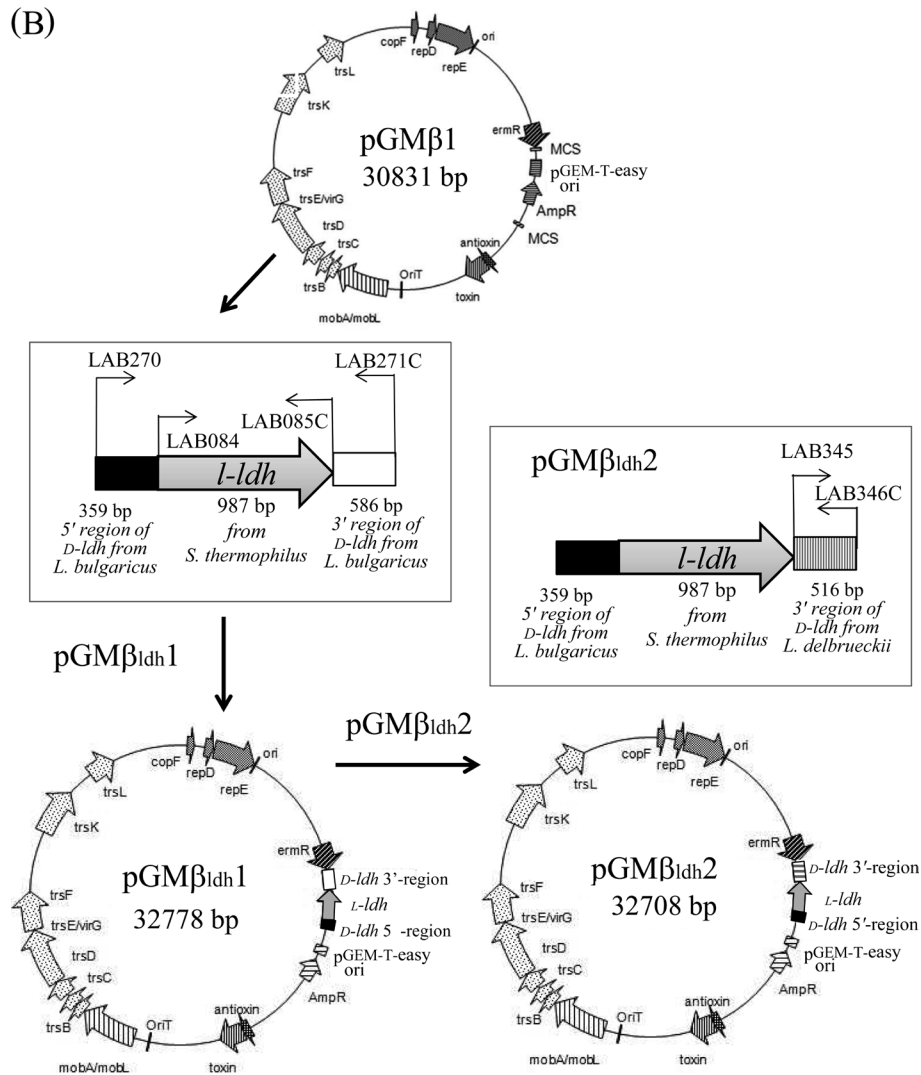 (B)
copF
repD
repE
ori
trsL
trsK
trsF
trsE/virG
trsD
trsC
trsB
mobA/mobL
OriT
toxin
antioxin
MCS
AmpR
pGEM-T-easy
ori
MCS
ermR
pGMβ1
30831 bp
LAB270
LAB271C
LAB084
LAB085C
l-ldh
359 bp
5' region of
D-ldh from
L. bulgaricus
987 bp
from
S. thermophilus
586 bp
3' region of
D-ldh from
L. bulgaricus
pGMβldh2
LAB345
LAB346C
l-ldh
359 bp
5' region of
D-ldh from
L. bulgaricus
987 bp
from
S. thermophilus
516 bp
3' region of
D-ldh from
L. delbrueckii
pGMβldh1
pGMβldh2
copF
repD
repE
ori
trsL
trsK
trsF
trsE/virG
trsD
trsC
trsB
mobA/mobL
OriT
toxin
antioxin
AmpR
pGEM-T-easy
ori
D-ldh 5 -region
L-ldh
D-ldh 3'-region
ermR
pGMβldh1
32778 bp
copF
repD
repE
ori
trsL
trsK
trsF
trsE/virG
trsD
trsC
trsB
mobA/mobL
OriT
toxin
antioxin
AmpR
pGEM-T-easy
ori
D-ldh 5'-region
L-ldh
D-ldh 3'-region
ermR
pGMβldh2
32708 bp